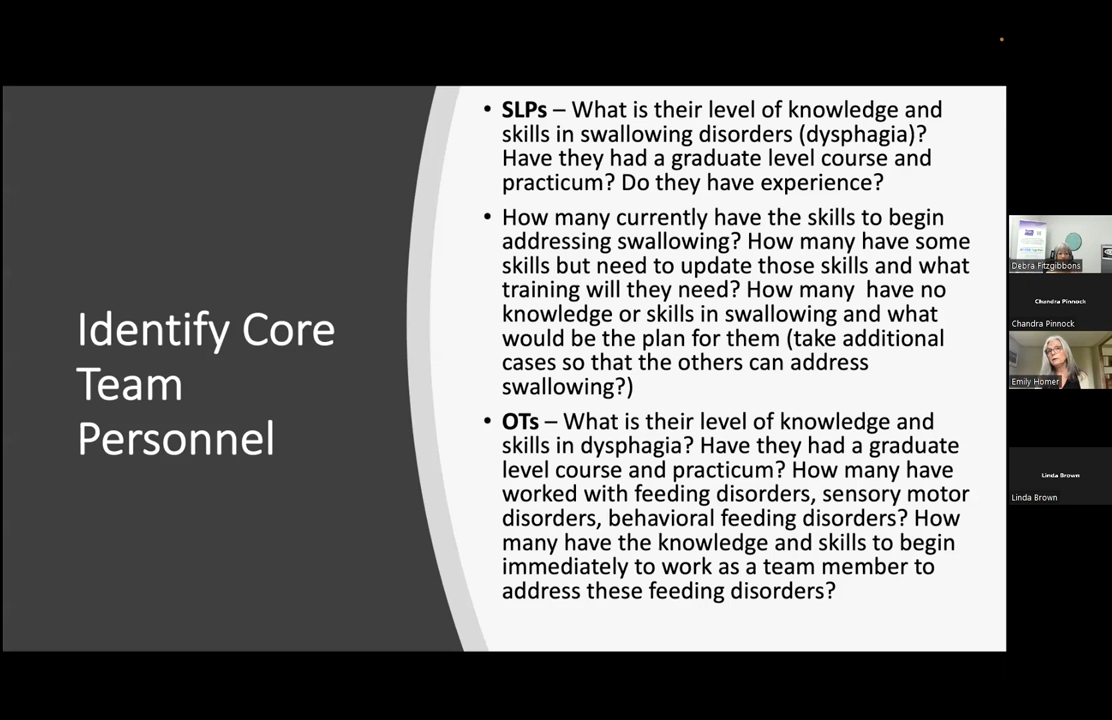 Identify Core
Team
Personnel
• SLPs – What is their level of knowledge and
skills in swallowing disorders (dysphagia)?
Have they had a graduate level course and
practicum? Do they have experience?
• How many currently have the skills to begin
addressing swallowing? How many have some
skills but need to update those skills and what
training will they need? How many  have no
knowledge or skills in swallowing and what
would be the plan for them (take additional
cases so that the others can address
swallowing?)
• OTs – What is their level of knowledge and
skills in dysphagia? Have they had a graduate
level course and practicum? How many have
worked with feeding disorders, sensory motor
disorders, behavioral feeding disorders? How
many have the knowledge and skills to begin
immediately to work as a team member to
address these feeding disorders?
Debra Fitzgibbons
Chandra Pinnock
Chandra Pinnock
Emily Homer
Linda Brown
Linda Brown